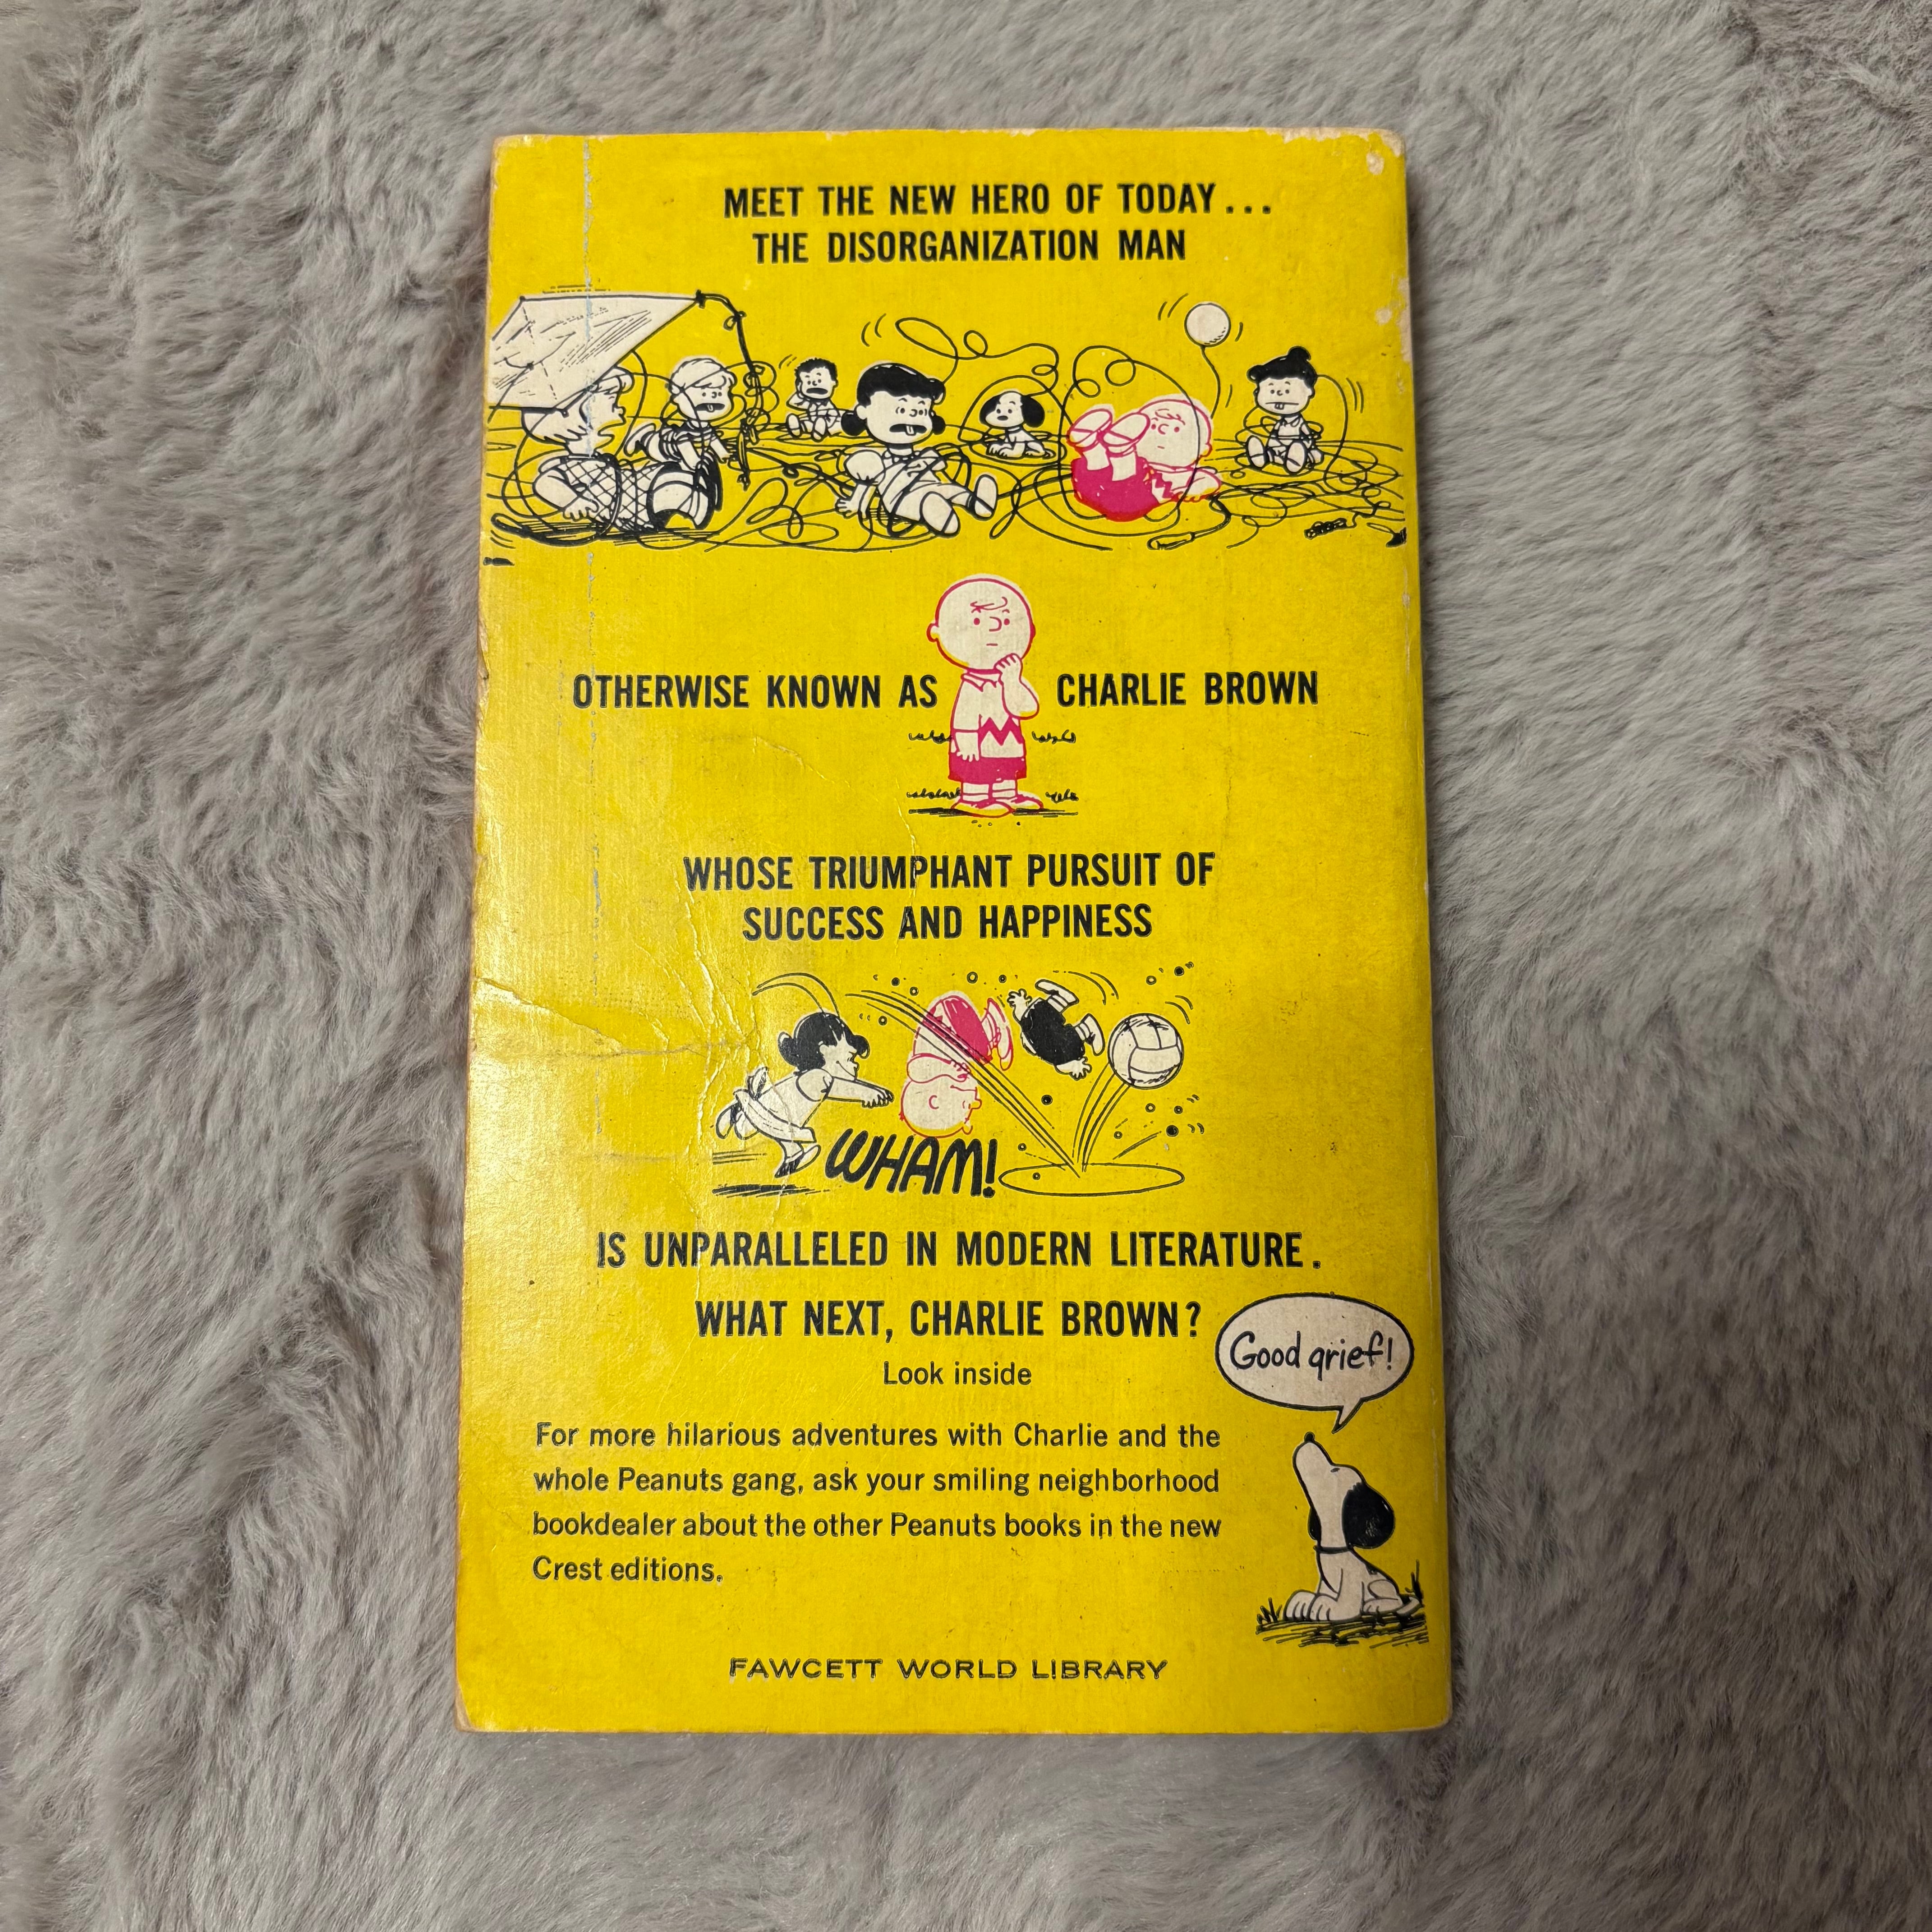 MEET THE NEW HERO OF TODAY...
THE DISORGANIZATION MAN
OTHERWISE KNOWN AS CHARLIE BROWN
WHOSE TRIUMPHANT PURSUIT OF
SUCCESS AND HAPPINESS
WHAM!
IS UNPARALLELED IN MODERN LITERATURE.
WHAT NEXT, CHARLIE BROWN?
Good grief!
Look inside
For more hilarious adventures with Charlie and the
whole Peanuts gang, ask your smiling neighborhood
bookdealer about the other Peanuts books in the new
Crest editions.
FAWCETT WORLD LIBRARY